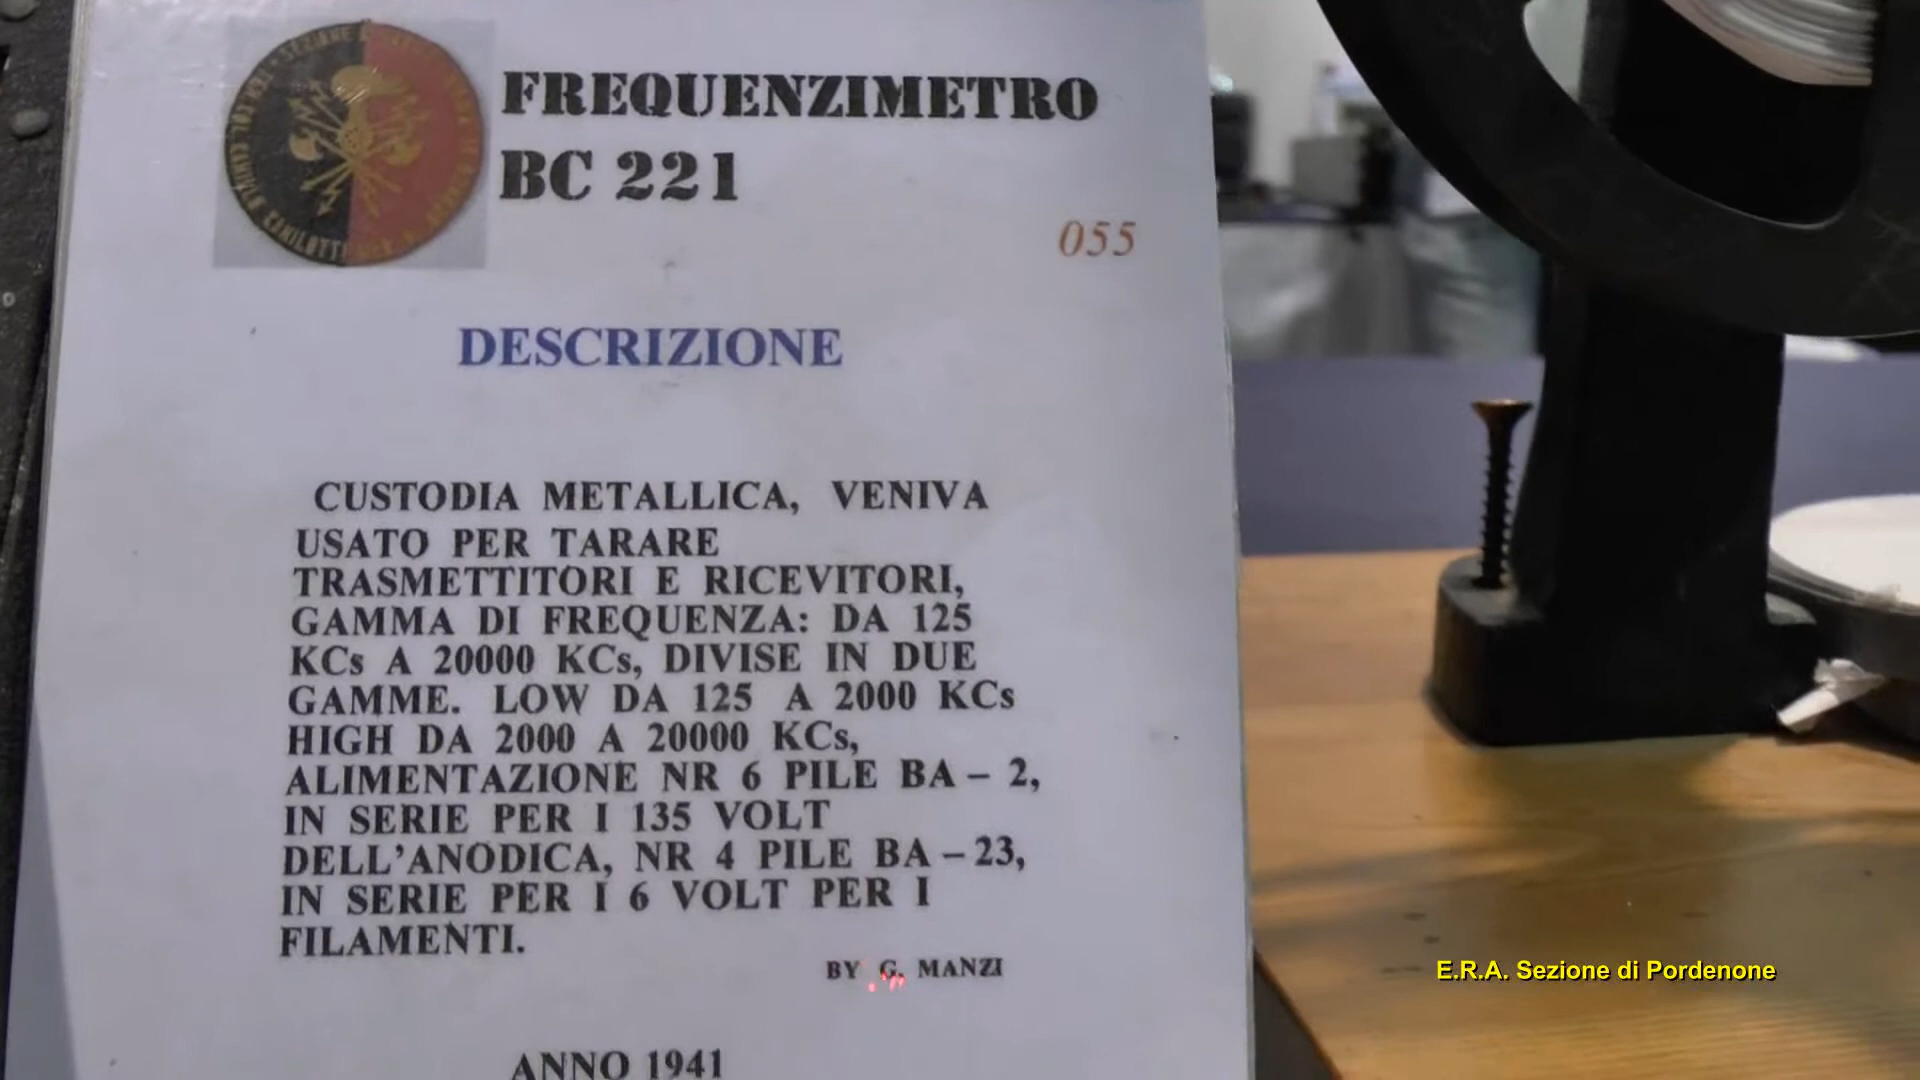 FREQUENZIMETRO
BC 221
055
DESCRIZIONE
CUSTODIA METALLICA, VENIVA
USATO PER TARARE
TRASMETTITORI E RICEVITORI,
GAMMA DI FREQUENZA: DA 125
KCs A 20000 KCs, DIVISE IN DUE
GAMME. LOW DA 125 A 2000 KCs
HIGH DA 2000 A 20000 KCs,
ALIMENTAZIONE NR 6 PILE BA – 2,
IN SERIE PER I 135 VOLT
DELL'ANODICA, NR 4 PILE BA – 23,
IN SERIE PER I 6 VOLT PER I
FILAMENTI.
BY G. MANZI
ANNO 1941
E.R.A. Sezione di Pordenone